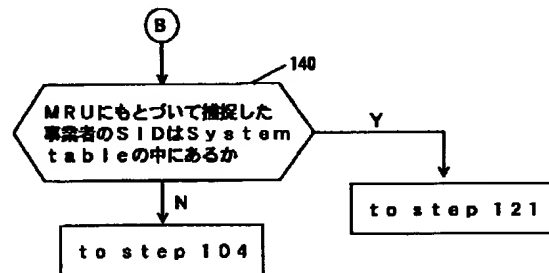 B
140
MRUにもとづいて捕捉した
事業者のSIDはSystem
tableの中にあるか
Y
N
to step 121
to step 104